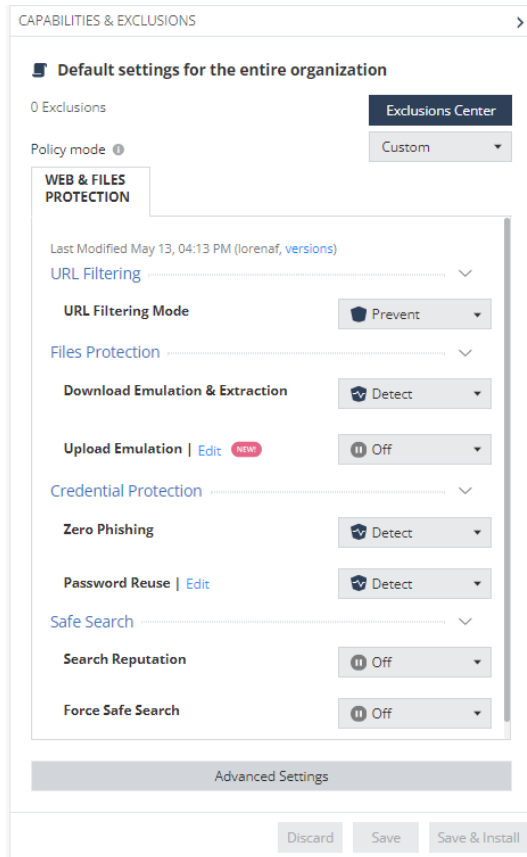 CAPABILITIES & EXCLUSIONS
Default settings for the entire organization
0 Exclusions
Exclusions Center
Policy mode
Custom
WEB & FILES
PROTECTION
Last Modified May 13, 04:13 PM (lorenaf, versions)
URL Filtering
URL Filtering Mode
Prevent
Files Protection
Download Emulation & Extraction
Detect
Upload Emulation | Edit NEW!
Off
Credential Protection
Zero Phishing
Detect
Password Reuse | Edit
Detect
Safe Search
Search Reputation
Off
Force Safe Search
Off
Advanced Settings
Discard
Save
Save & Install